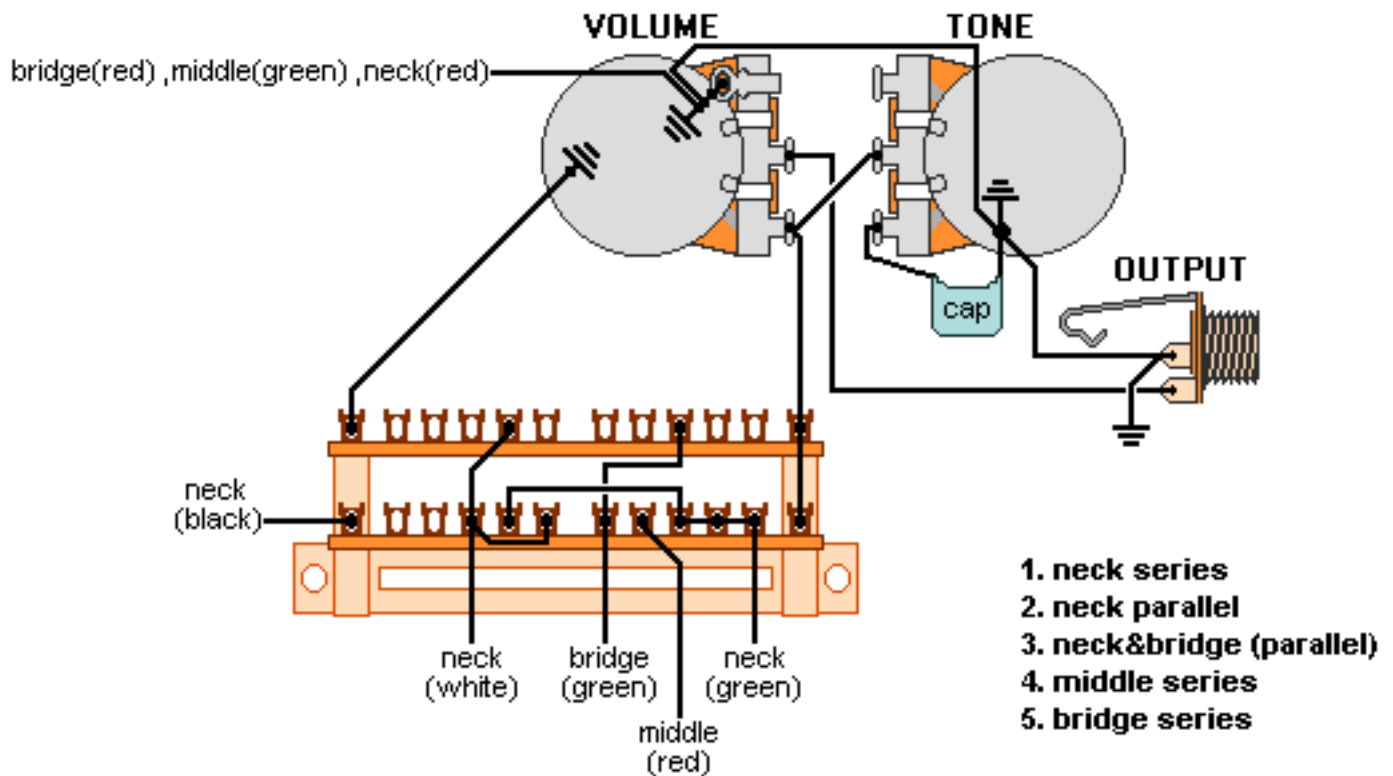 VOLUME
TONE
bridge(red) ,middle(green) ,neck(red)
OUTPUT
cap
neck
(black)
neck
(white)
bridge
(green)
neck
(green)
middle
(red)
1. neck series
2. neck parallel
3. neck&bridge (parallel)
4. middle series
5. bridge series